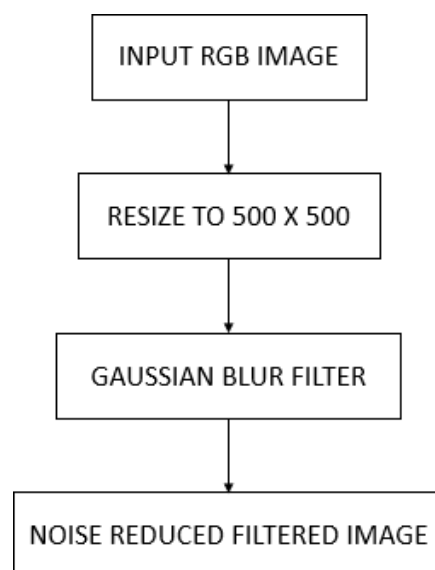 INPUT RGB IMAGE
RESIZE TO 500 X 500
GAUSSIAN BLUR FILTER
NOISE REDUCED FILTERED IMAGE